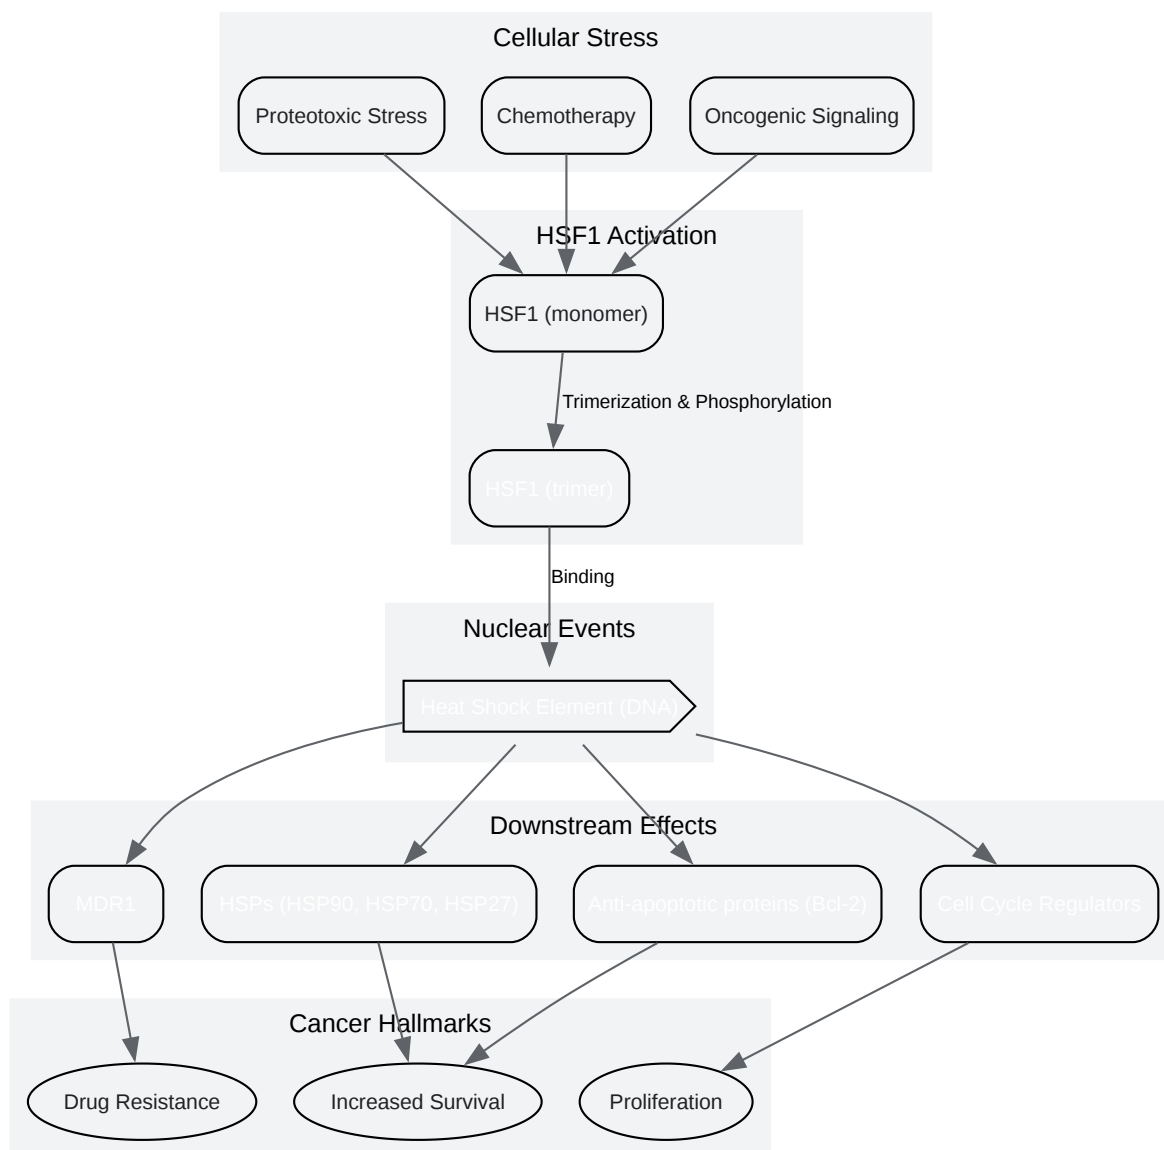 Cellular Stress
Proteotoxic Stress
Chemotherapy
Oncogenic Signaling
HSF1 Activation
HSF1 (monomer)
Trimerization & Phosphorylation
HSF1 (trimer)
Binding
Nuclear Events
Heat Shock Element (DNA)
Downstream Effects
MDR1
HSPs (HSP90, HSP70, HSP27)
Anti-apoptotic proteins (Bcl-2)
Cell Cycle Regulators
Cancer Hallmarks
Drug Resistance
Increased Survival
Proliferation